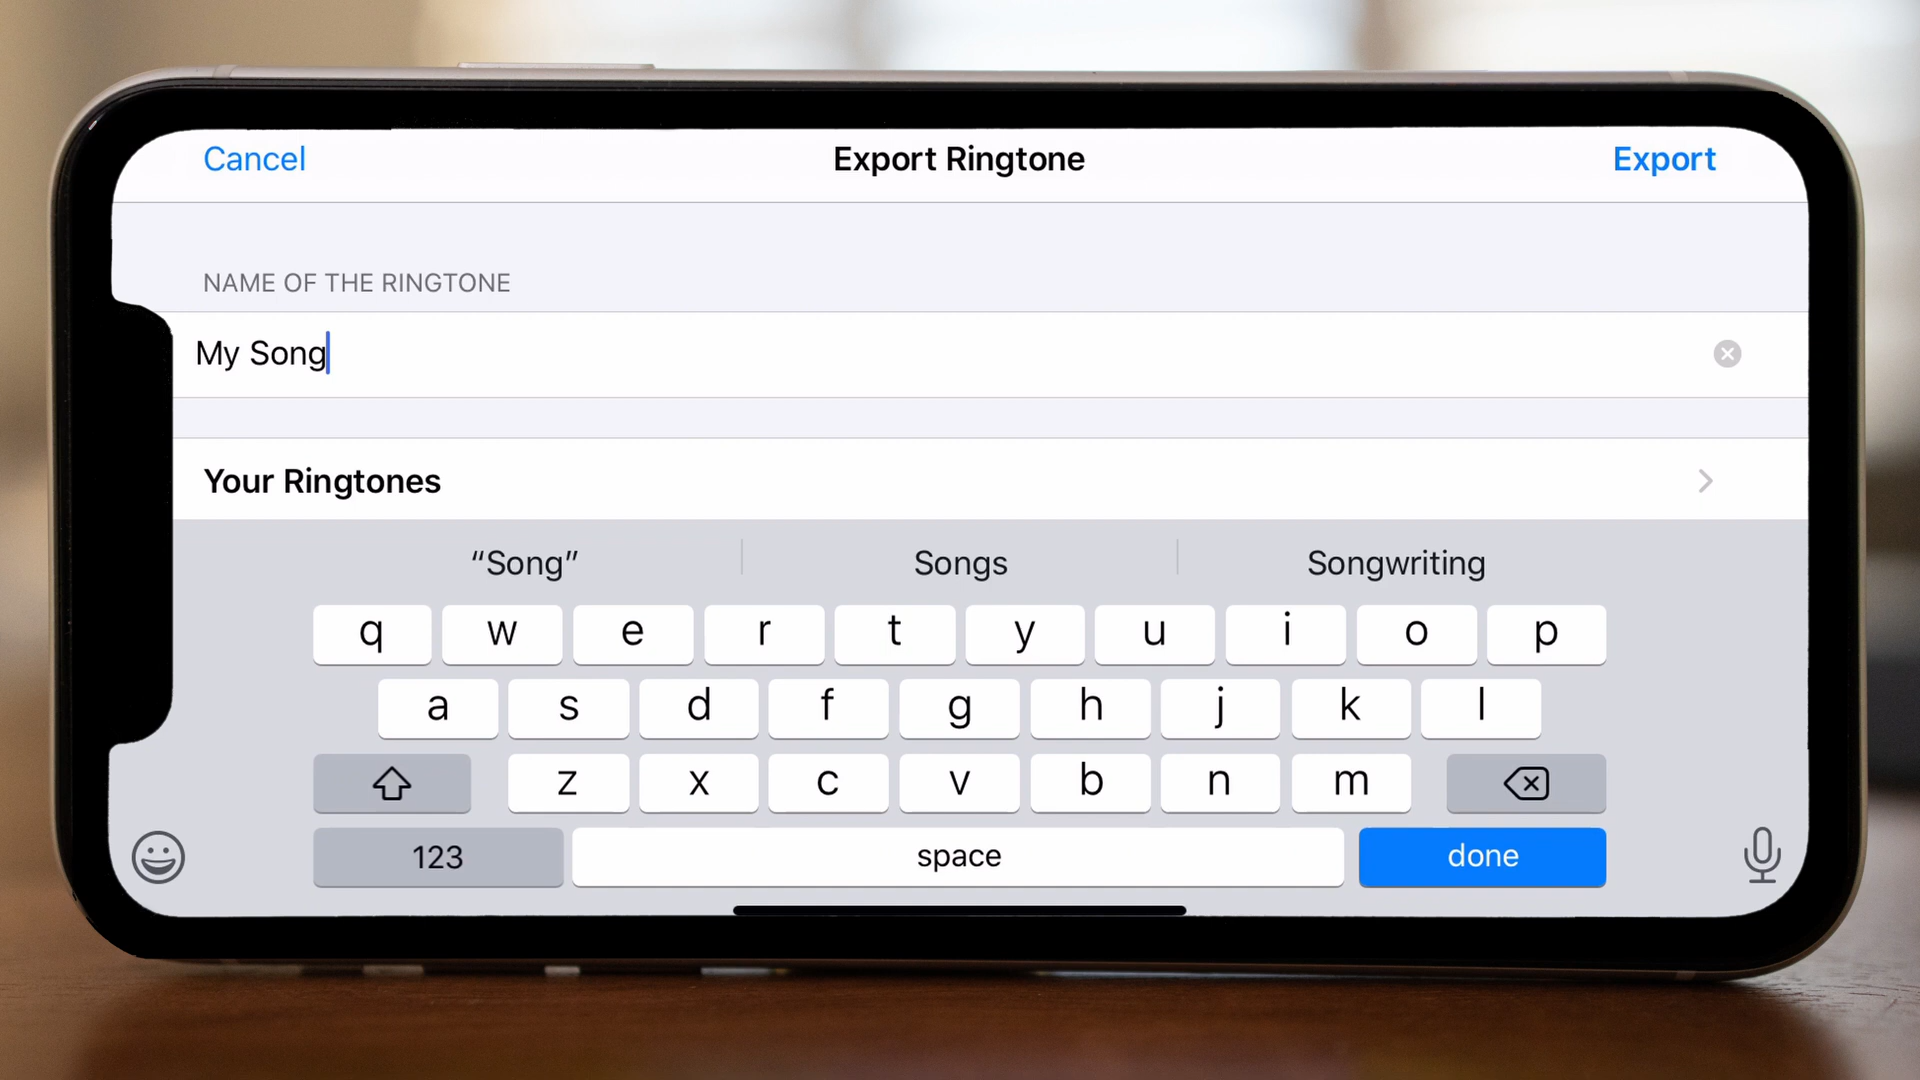 Cancel Export Ringtone Export
NAME OF THE RINGTONE
My Song
Your Ringtones
“Song” Songs Songwriting
q w e r t y u i o p
a s d f g h j k l
z x c v b n m
123 space done